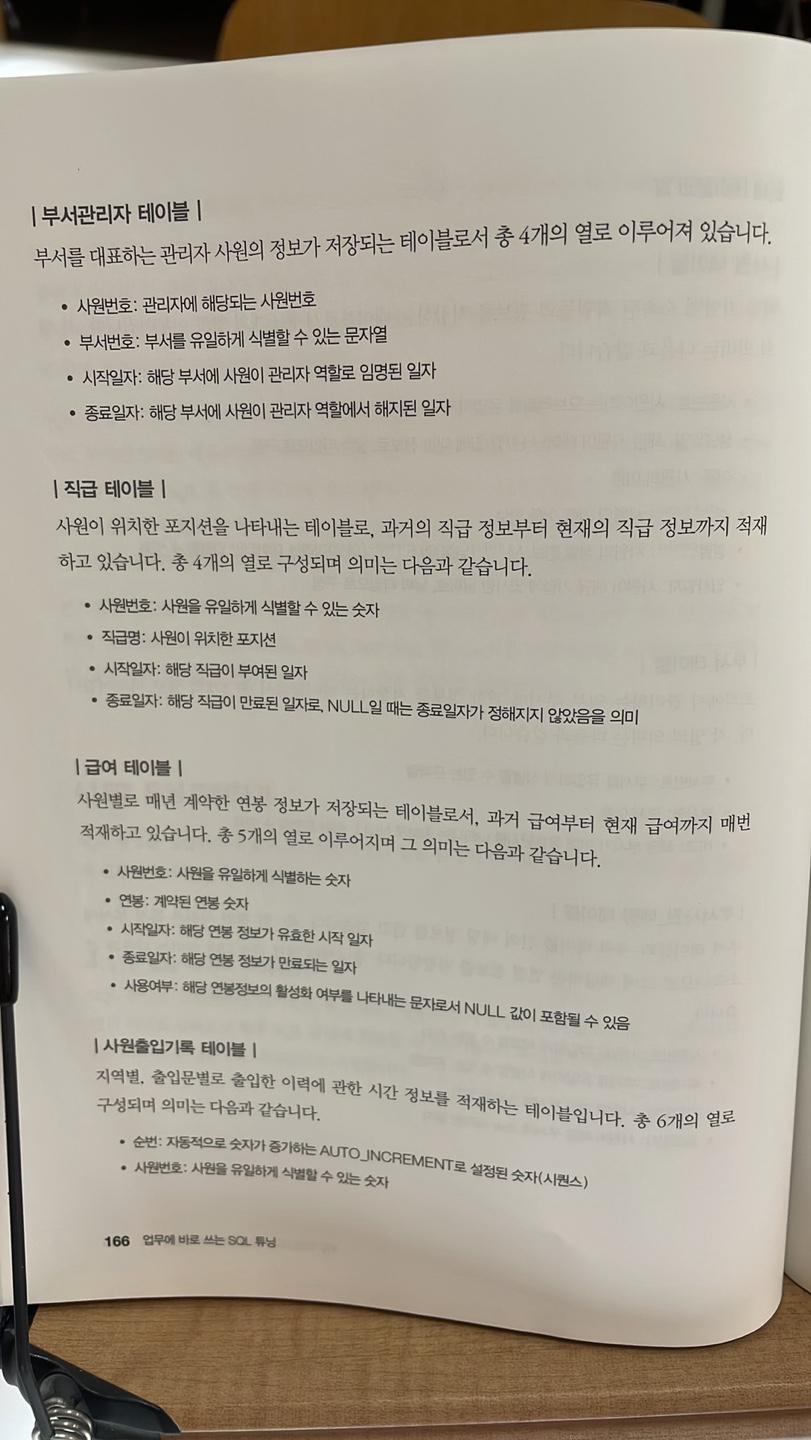 | 부서관리자 테이블 |
부서를 대표하는 관리자 사원의 정보가 저장되는 테이블로서 총 4개의 열로 이루어져 있습니다.
• 사원번호: 관리자에 해당되는 사원번호
• 부서번호: 부서를 유일하게 식별할 수 있는 문자열
• 시작일자: 해당 부서에 사원이 관리자 역할로 임명된 일자
• 종료일자: 해당 부서에 사원이 관리자 역할에서 해지된 일자
| 직급 테이블 |
사원이 위치한 포지션을 나타내는 테이블로, 과거의 직급 정보부터 현재의 직급 정보까지 적재
하고 있습니다. 총 4개의 열로 구성되며 의미는 다음과 같습니다.
• 사원번호: 사원을 유일하게 식별할 수 있는 숫자
• 직급명: 사원이 위치한 포지션
• 시작일자: 해당 직급이 부여된 일자
• 종료일자: 해당 직급이 만료된 일자로, NULL일 때는 종료일자가 정해지지 않았음을 의미
| 급여 테이블 |
사원별로 매년 계약한 연봉 정보가 저장되는 테이블로서, 과거 급여부터 현재 급여까지 매번
적재하고 있습니다. 총 5개의 열로 이루어지며 그 의미는 다음과 같습니다.
• 사원번호: 사원을 유일하게 식별하는 숫자
• 연봉: 계약된 연봉 숫자
• 시작일자: 해당 연봉 정보가 유효한 시작 일자
• 종료일자: 해당 연봉 정보가 만료되는 일자
• 사용여부: 해당 연봉정보의 활성화 여부를 나타내는 문자로서 NULL 값이 포함될 수 있음
| 사원출입기록 테이블 |
지역별, 출입문별로 출입한 이력에 관한 시간 정보를 적재하는 테이블입니다. 총 6개의 열로
구성되며 의미는 다음과 같습니다.
• 순번: 자동적으로 숫자가 증가하는 AUTO_INCREMENT로 설정된 숫자(시퀀스)
• 사원번호: 사원을 유일하게 식별할 수 있는 숫자
166 업무에 바로 쓰는 SQL 튜닝